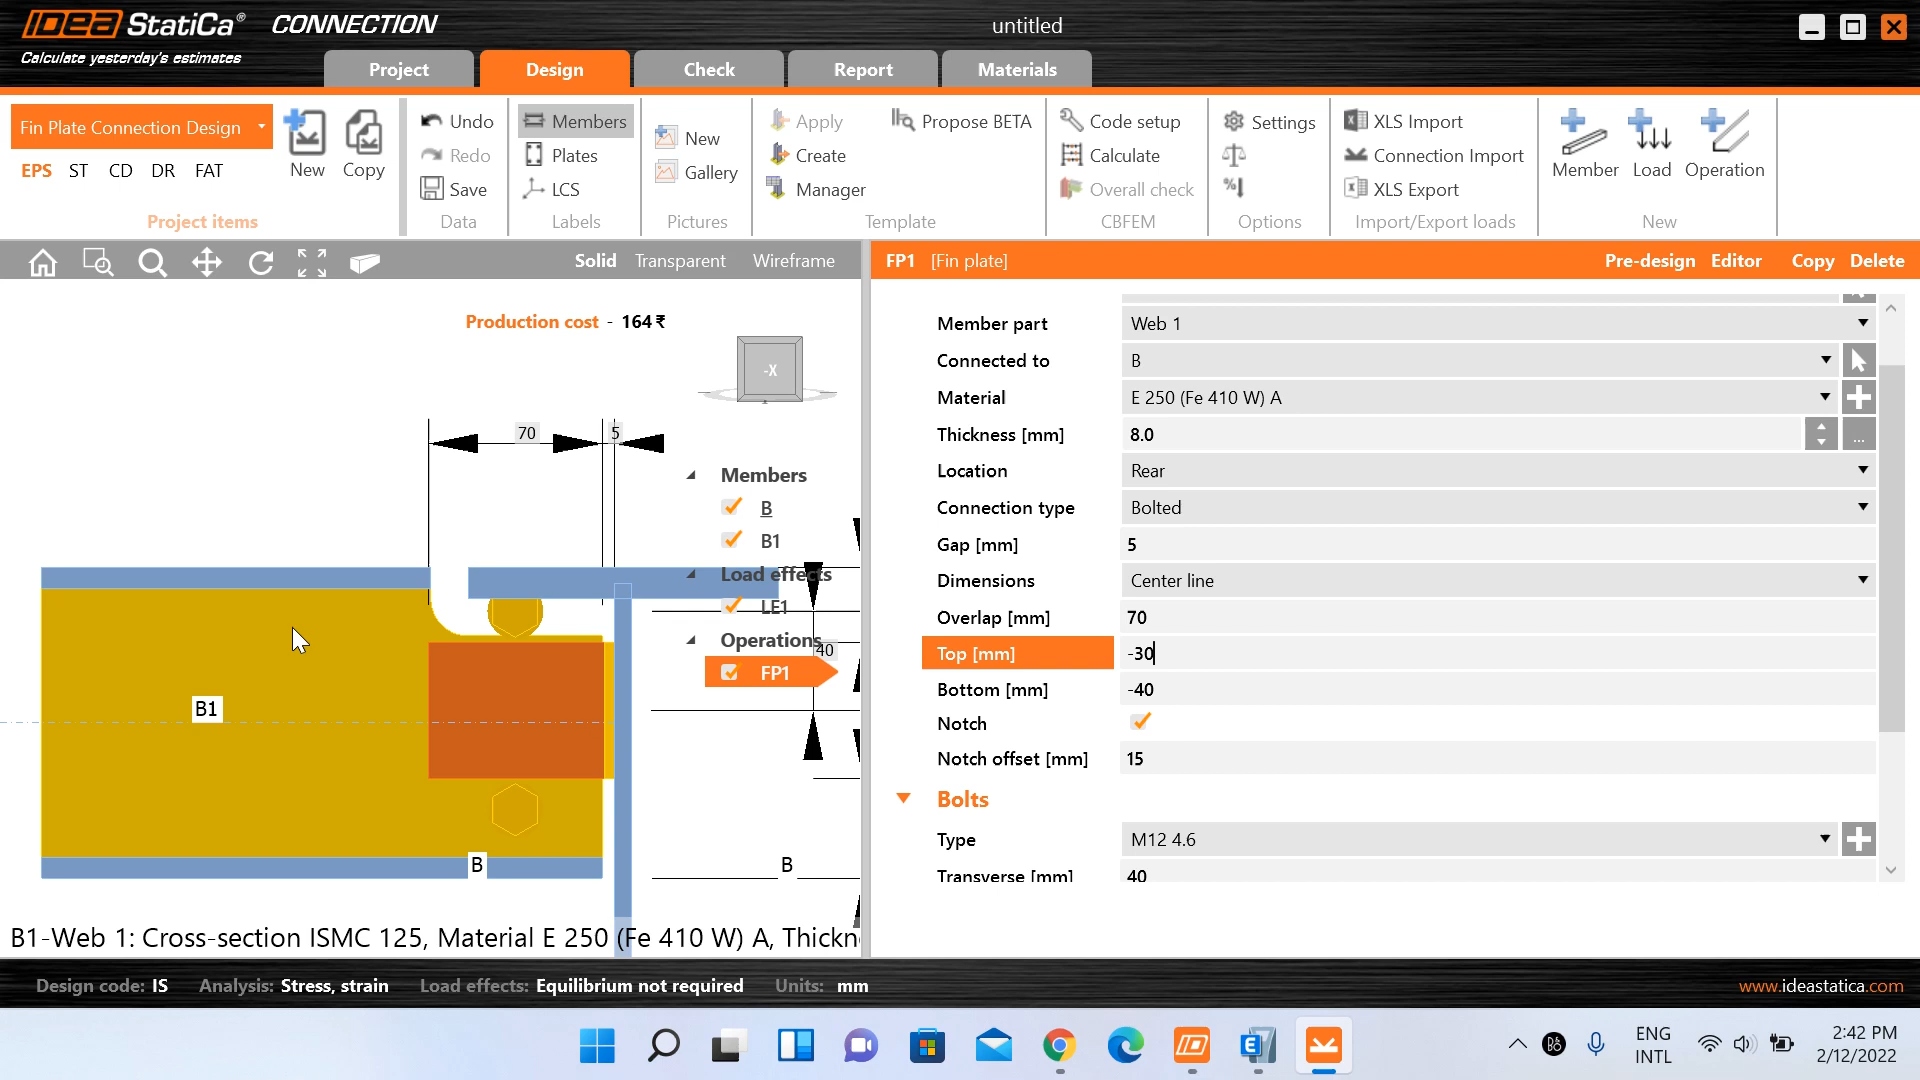 IDEA StatiCa® CONNECTION
Calculate yesterday's estimates
untitled
Project Design Check Report Materials
Fin Plate Connection Design
EPS ST CD DR FAT
New Copy
Project items
Undo
Redo
Save
Data
Members
Plates
LCS
Labels
New
Gallery
Pictures
Apply Propose BETA
Create
Manager
Template
Code setup
Calculate
Overall check
CBFEM
Settings
Options
XLS Import
Connection Import
XLS Export
Import/Export loads
Member Load Operation
New
Solid Transparent Wireframe
Production cost - 164 ₹
-X
70 5
Members
B
B1
Load effects
LE1
Operations
FP1
40
B1
B
B
B1-Web 1: Cross-section ISMC 125, Material E 250 (Fe 410 W) A, Thickn
FP1 [Fin plate] Pre-design Editor Copy Delete
Member part Web 1
Connected to B
Material E 250 (Fe 410 W) A
Thickness [mm] 8.0 ...
Location Rear
Connection type Bolted
Gap [mm] 5
Dimensions Center line
Overlap [mm] 70
Top [mm] -30
Bottom [mm] -40
Notch
Notch offset [mm] 15
Bolts
Type M12 4.6
Transverse [mm] 40
Design code: IS Analysis: Stress, strain Load effects: Equilibrium not required Units: mm www.ideastatica.com
ENG
INTL
2:42 PM
2/12/2022